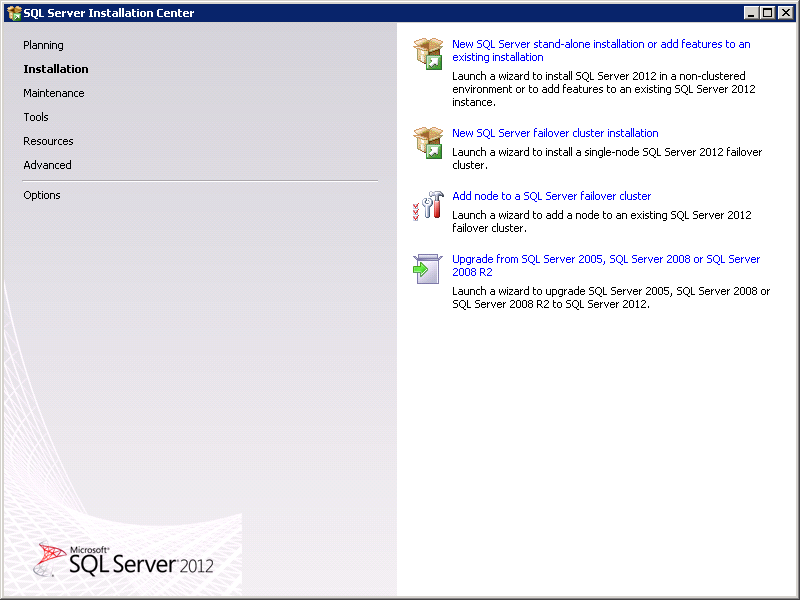 SQL Server Installation Center
Planning
Installation
Maintenance
Tools
Resources
Advanced
Options
New SQL Server stand-alone installation or add features to an
existing installation
Launch a wizard to install SQL Server 2012 in a non-clustered
environment or to add features to an existing SQL Server 2012
instance.
New SQL Server failover cluster installation
Launch a wizard to install a single-node SQL Server 2012 failover
cluster.
Add node to a SQL Server failover cluster
Launch a wizard to add a node to an existing SQL Server 2012
failover cluster.
Upgrade from SQL Server 2005, SQL Server 2008 or SQL Server
2008 R2
Launch a wizard to upgrade SQL Server 2005, SQL Server 2008 or
SQL Server 2008 R2 to SQL Server 2012.
Microsoft®
SQL Server 2012